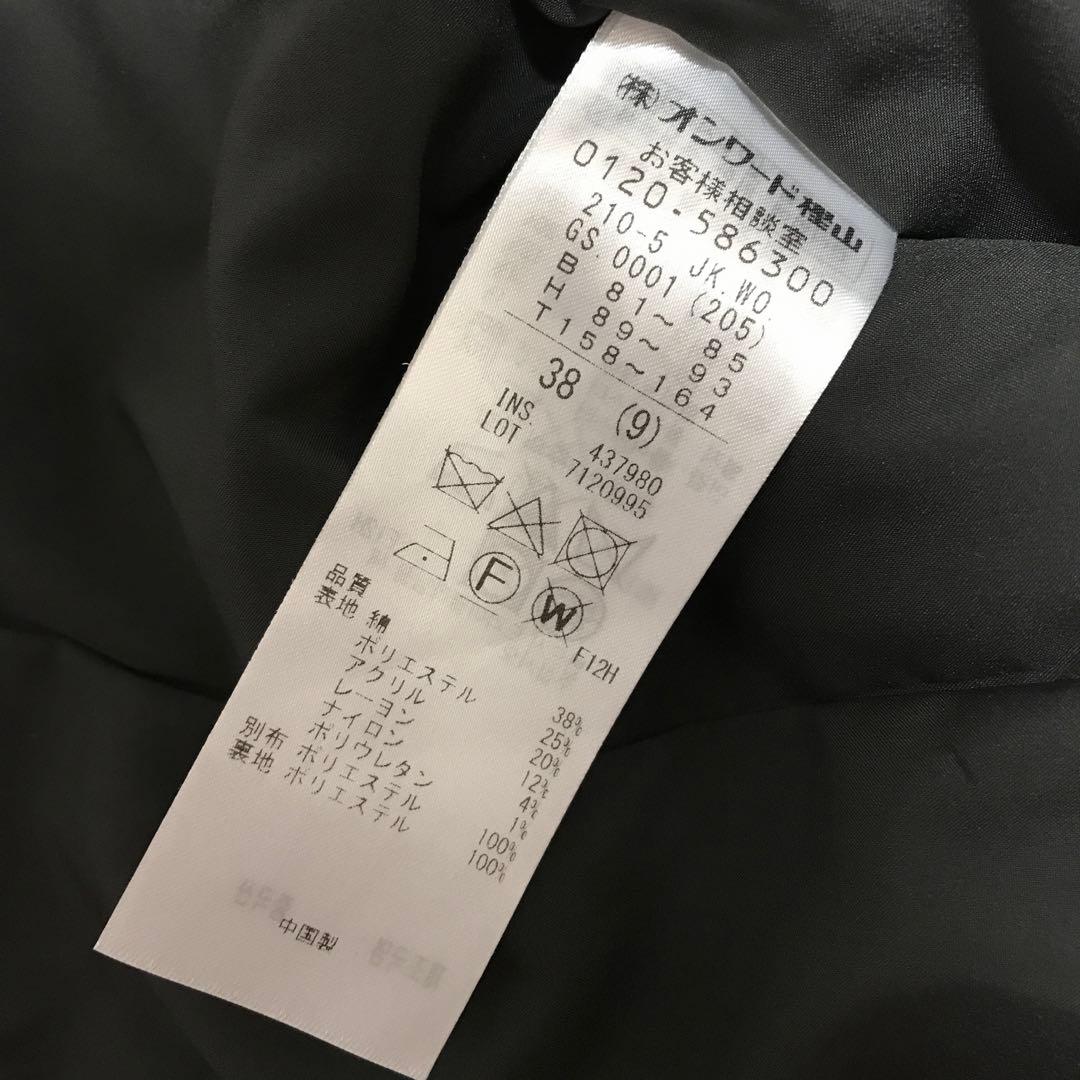 (株)オンワード樫山
お客様相談室
0120-586300
210-5 JK.WO.
GS.0001(205)
B 81～ 85
H 89～ 93
T158～164
38 (9)
INS. 437980
LOT 7120995
F
W
F12H
品質
表地 綿 38%
ポリエステル 25%
アクリル 20%
レーヨン 12%
ナイロン 4%
ポリウレタン 1%
別布 ポリエステル 100%
裏地 ポリエステル 100%
中国製